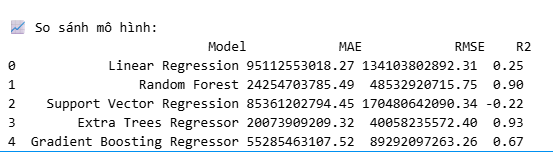 📈 So sánh mô hình:
Model MAE RMSE R2
0 Linear Regression 95112553018.27 134103802892.31 0.25
1 Random Forest 24254703785.49 48532920715.75 0.90
2 Support Vector Regression 85361202794.45 170480642090.34 -0.22
3 Extra Trees Regressor 20073909209.32 40058235572.40 0.93
4 Gradient Boosting Regressor 55285463107.52 89292097263.26 0.67